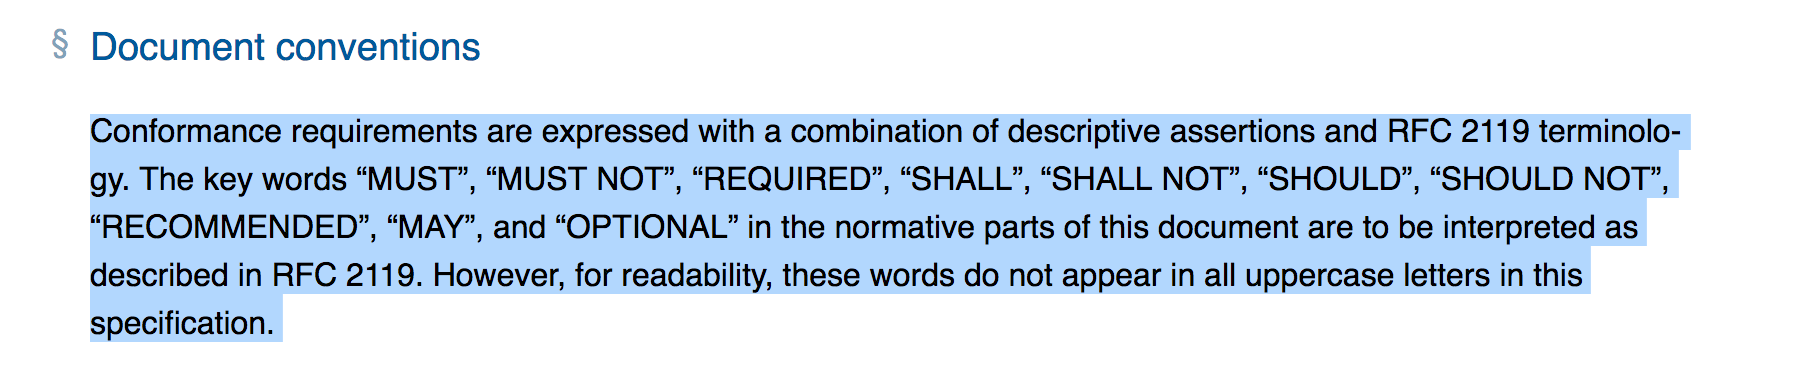 § Document conventions
Conformance requirements are expressed with a combination of descriptive assertions and RFC 2119 terminolo-
gy. The key words “MUST”, “MUST NOT”, “REQUIRED”, “SHALL”, “SHALL NOT”, “SHOULD”, “SHOULD NOT”,
“RECOMMENDED”, “MAY”, and “OPTIONAL” in the normative parts of this document are to be interpreted as
described in RFC 2119. However, for readability, these words do not appear in all uppercase letters in this
specification.